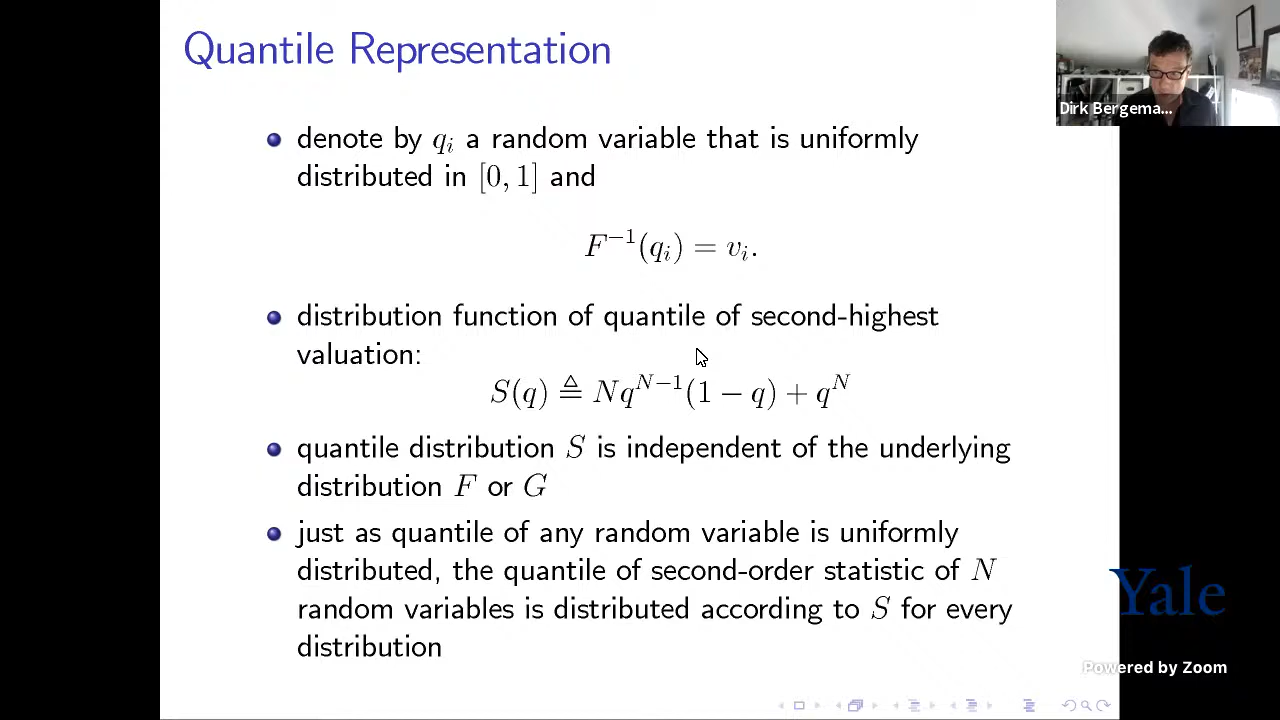 Quantile Representation
Dirk Bergema...
denote by qᵢ a random variable that is uniformly
distributed in [0, 1] and
F⁻¹(qᵢ) = vᵢ.
distribution function of quantile of second-highest
valuation:
S(q) ≜ Nqᴺ⁻¹(1 − q) + qᴺ
quantile distribution S is independent of the underlying
distribution F or G
just as quantile of any random variable is uniformly
distributed, the quantile of second-order statistic of N
random variables is distributed according to S for every
distribution
Yale
Powered by Zoom